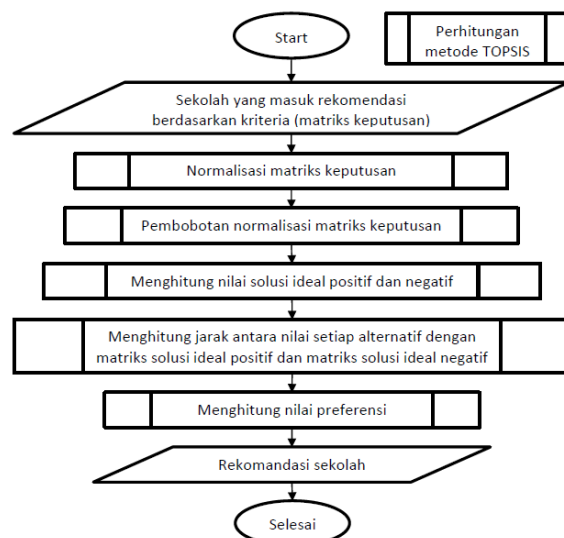 Start
Perhitungan
metode TOPSIS
Sekolah yang masuk rekomendasi
berdasarkan kriteria (matriks keputusan)
Normalisasi matriks keputusan
Pembobotan normalisasi matriks keputusan
Menghitung nilai solusi ideal positif dan negatif
Menghitung jarak antara nilai setiap alternatif dengan
matriks solusi ideal positif dan matriks solusi ideal negatif
Menghitung nilai preferensi
Rekomandasi sekolah
Selesai